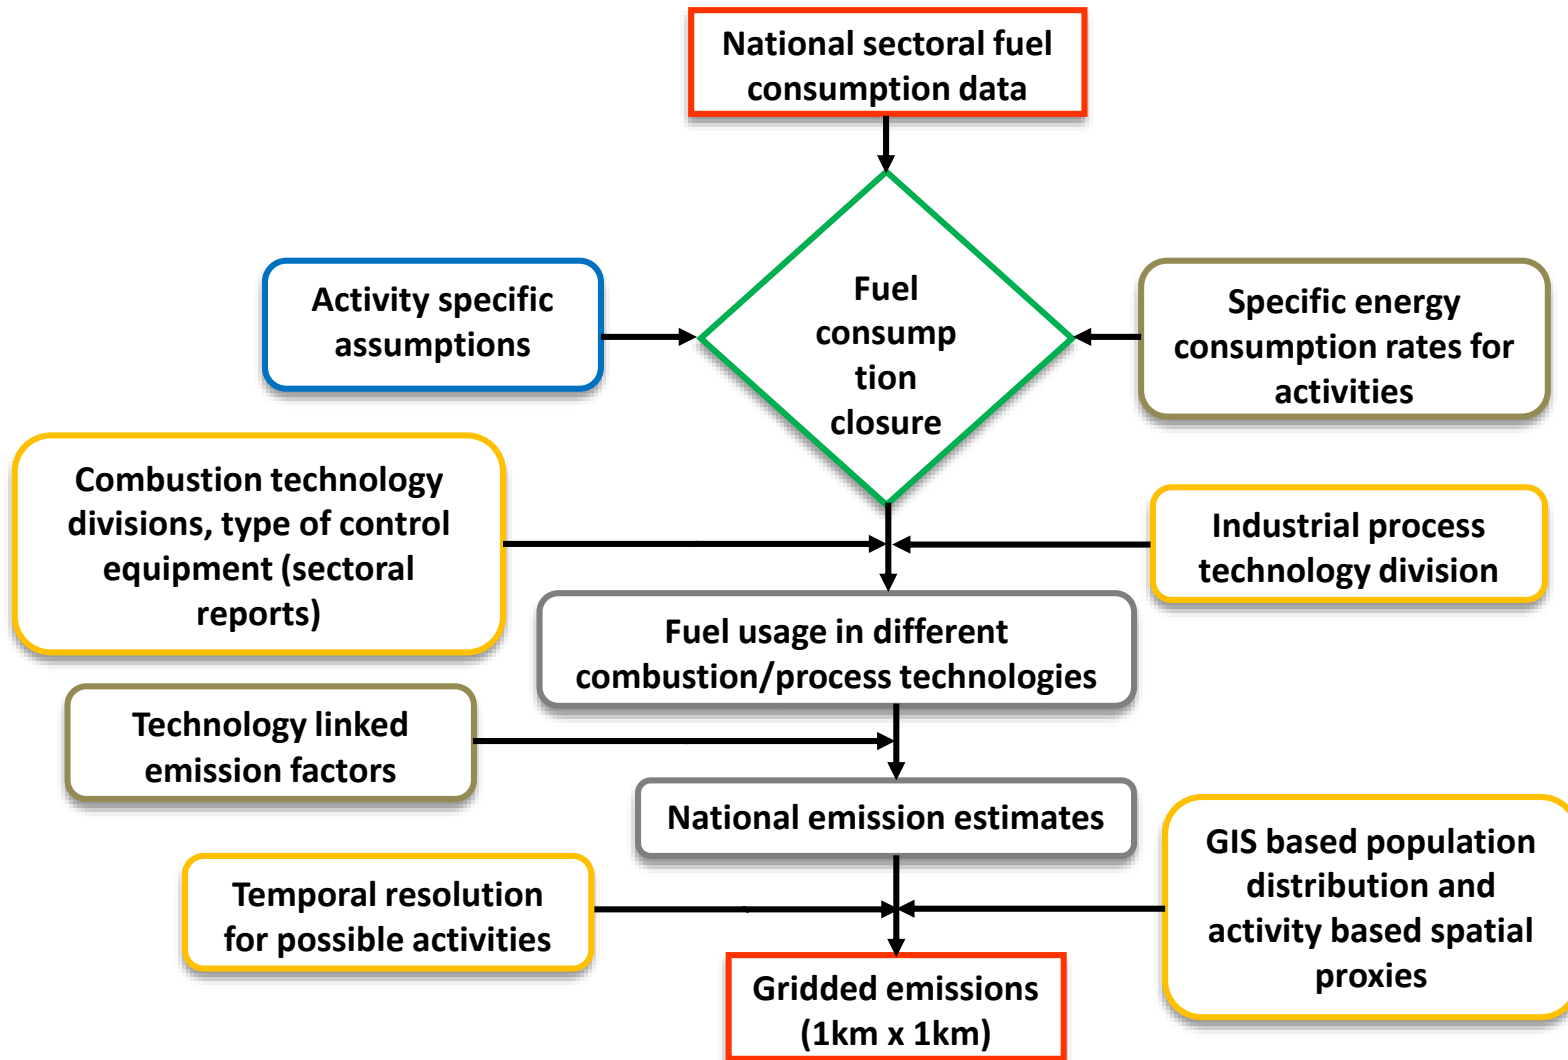 National sectoral fuel
consumption data
Activity specific
assumptions
Fuel
consump
tion
closure
Specific energy
consumption rates for
activities
Combustion technology
divisions, type of control
equipment (sectoral
reports)
Industrial process
technology division
Fuel usage in different
combustion/process technologies
Technology linked
emission factors
National emission estimates
Temporal resolution
for possible activities
GIS based population
distribution and
activity based spatial
proxies
Gridded emissions
(1km x 1km)